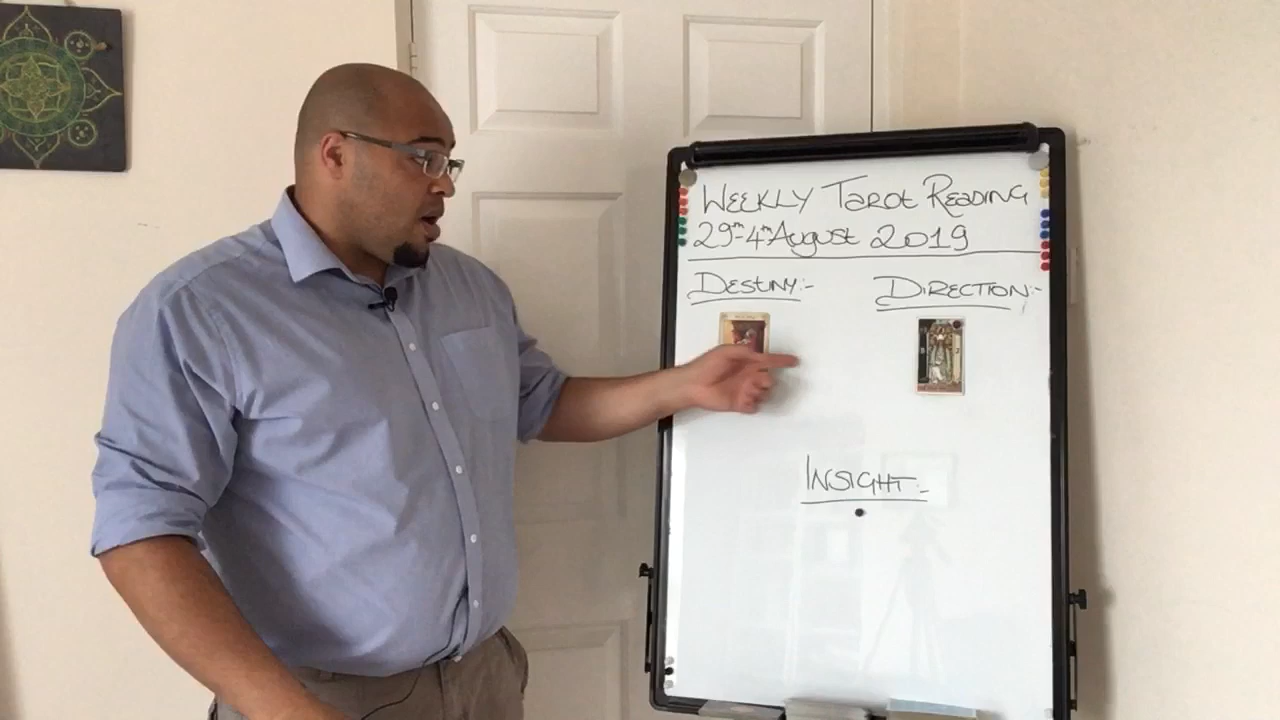 WEEKLY TAROT READING
29th-4th August 2019
DESTINY:-
DIRECTION:-
INSIGHT:-